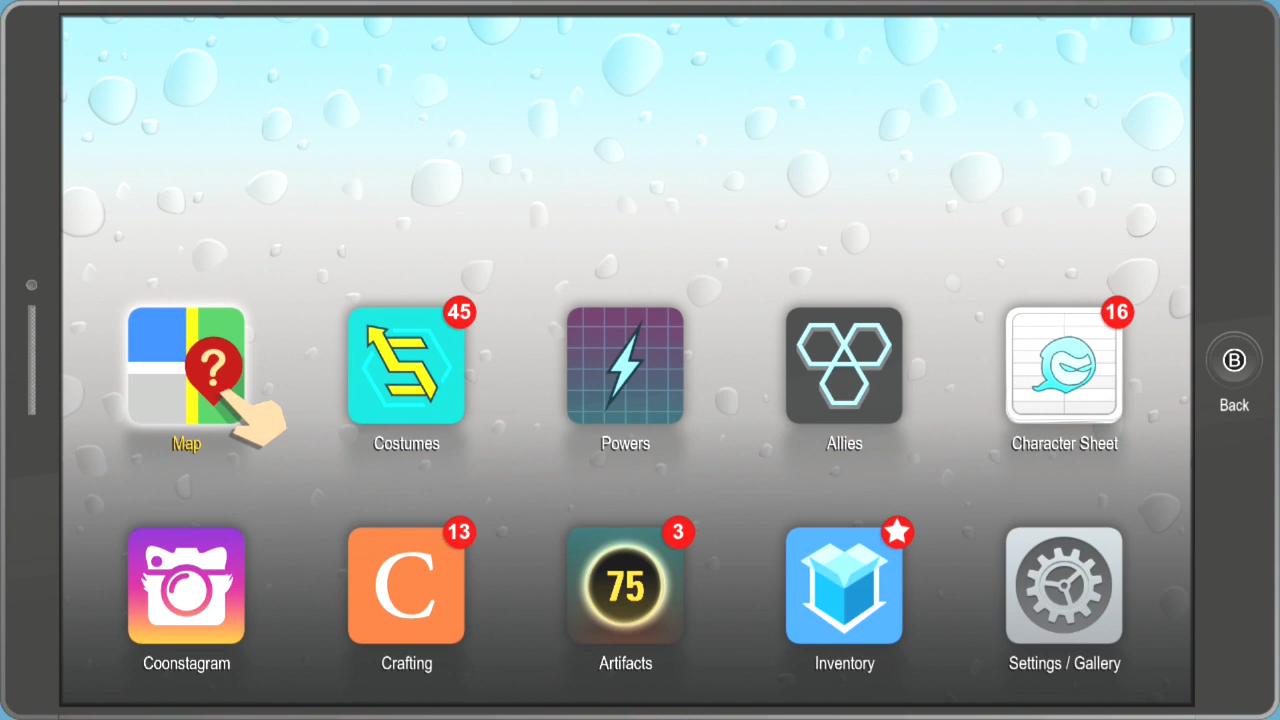 45
16
?
B
Back
Map
Costumes
Powers
Allies
Character Sheet
13
3
C
75
Coonstagram
Crafting
Artifacts
Inventory
Settings / Gallery